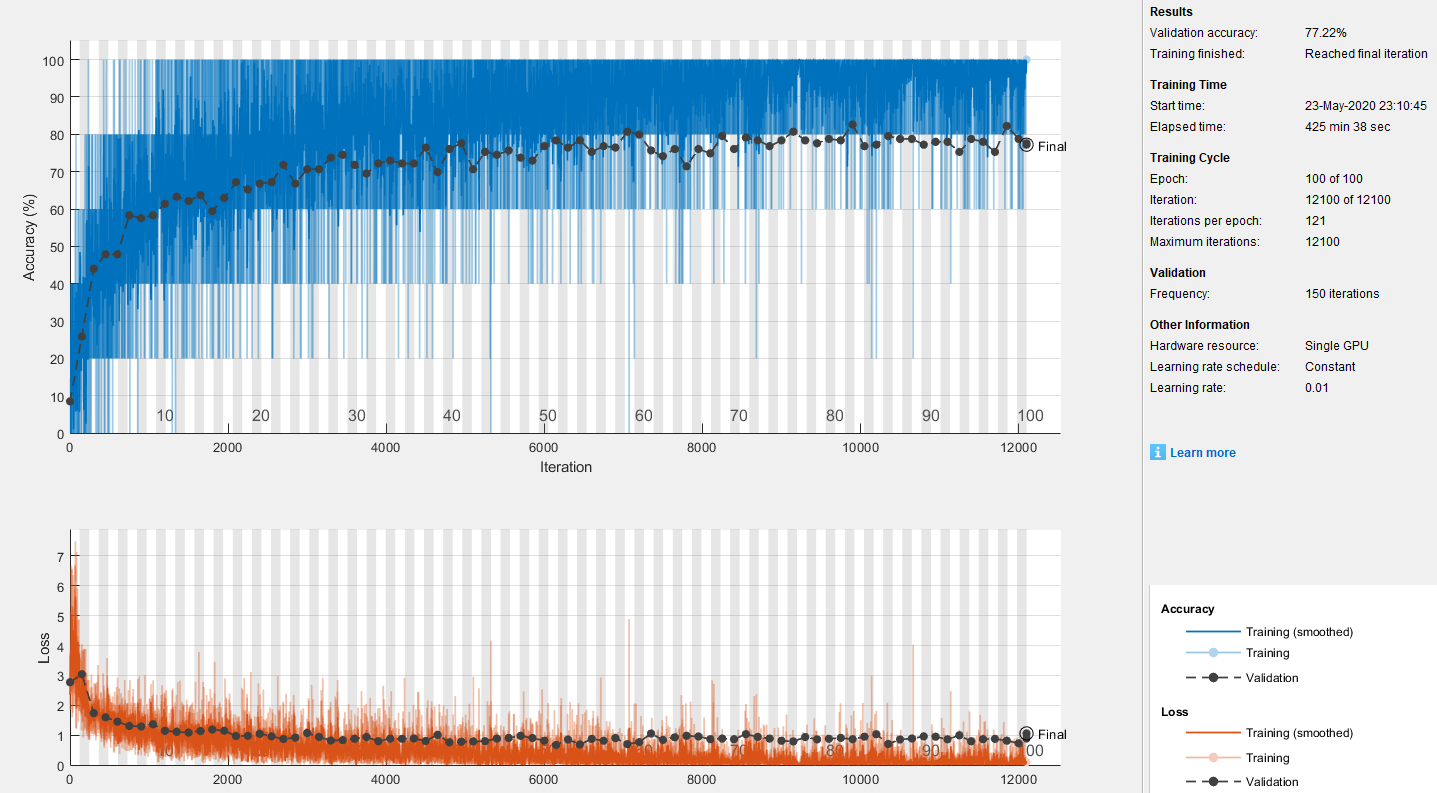 100
90
80
70
60
50
40
30
20
10
0
Accuracy (%)
Final
10 20 30 40 50 60 70 80 90 100
0 2000 4000 6000 8000 10000 12000
Iteration
7
6
5
4
3
2
1
0
Loss
Final
10 60 70 80 90 00
0 2000 4000 6000 8000 10000 12000
Results
Validation accuracy: 77.22%
Training finished: Reached final iteration
Training Time
Start time: 23-May-2020 23:10:45
Elapsed time: 425 min 38 sec
Training Cycle
Epoch: 100 of 100
Iteration: 12100 of 12100
Iterations per epoch: 121
Maximum iterations: 12100
Validation
Frequency: 150 iterations
Other Information
Hardware resource: Single GPU
Learning rate schedule: Constant
Learning rate: 0.01
i Learn more
Accuracy
Training (smoothed)
Training
Validation
Loss
Training (smoothed)
Training
Validation